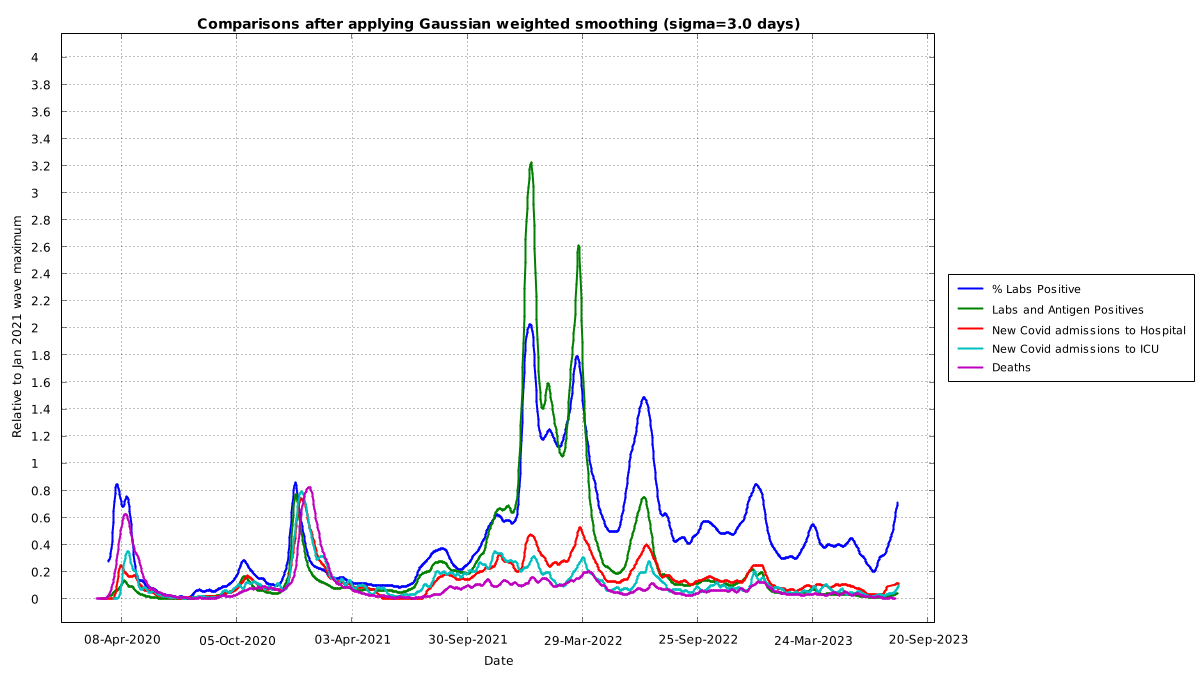 Comparisons after applying Gaussian weighted smoothing (sigma=3.0 days)
4
3.8
3.6
3.4
3.2
3
2.8
2.6
2.4
2.2
2
1.8
1.6
1.4
1.2
1
0.8
0.6
0.4
0.2
0
Relative to Jan 2021 wave maximum
08-Apr-2020
05-Oct-2020
03-Apr-2021
30-Sep-2021
29-Mar-2022
25-Sep-2022
24-Mar-2023
20-Sep-2023
Date
% Labs Positive
Labs and Antigen Positives
New Covid admissions to Hospital
New Covid admissions to ICU
Deaths